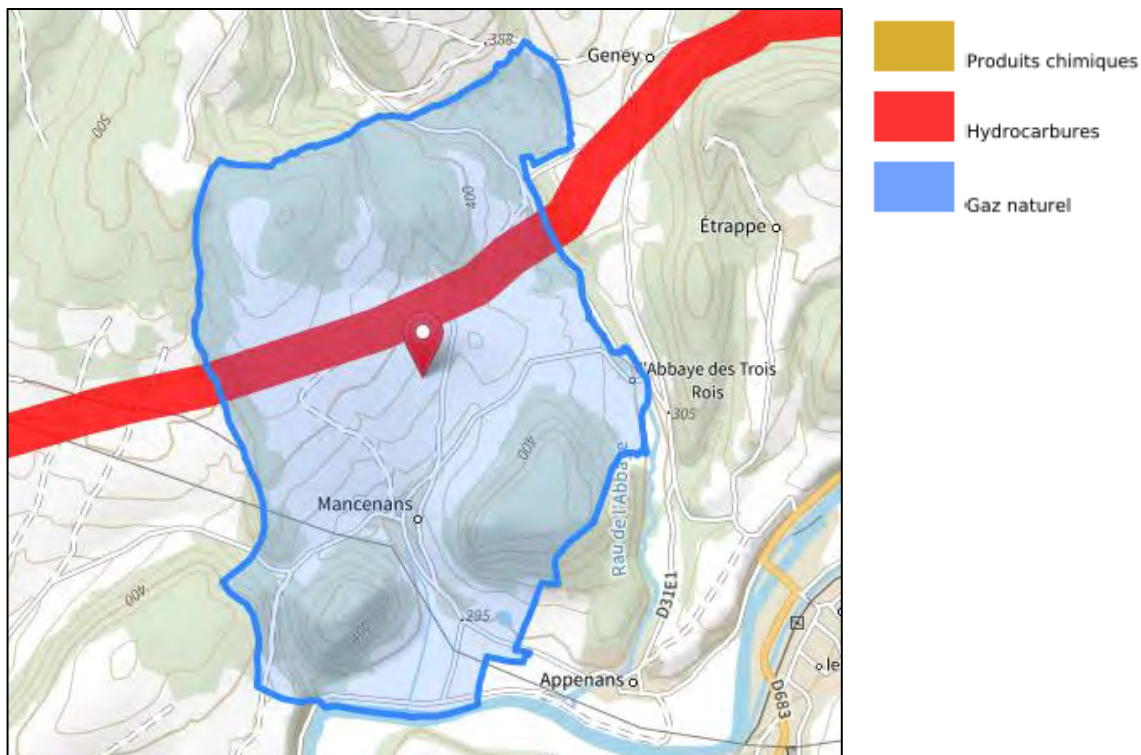 388
Geney
500
400
Étrappe
l'Abbaye des Trois
Rois
305
400
Mancenans
Rau de l'Abbaye
400
D31E1
295
Appenans
D683
le
Produits chimiques
Hydrocarbures
Gaz naturel